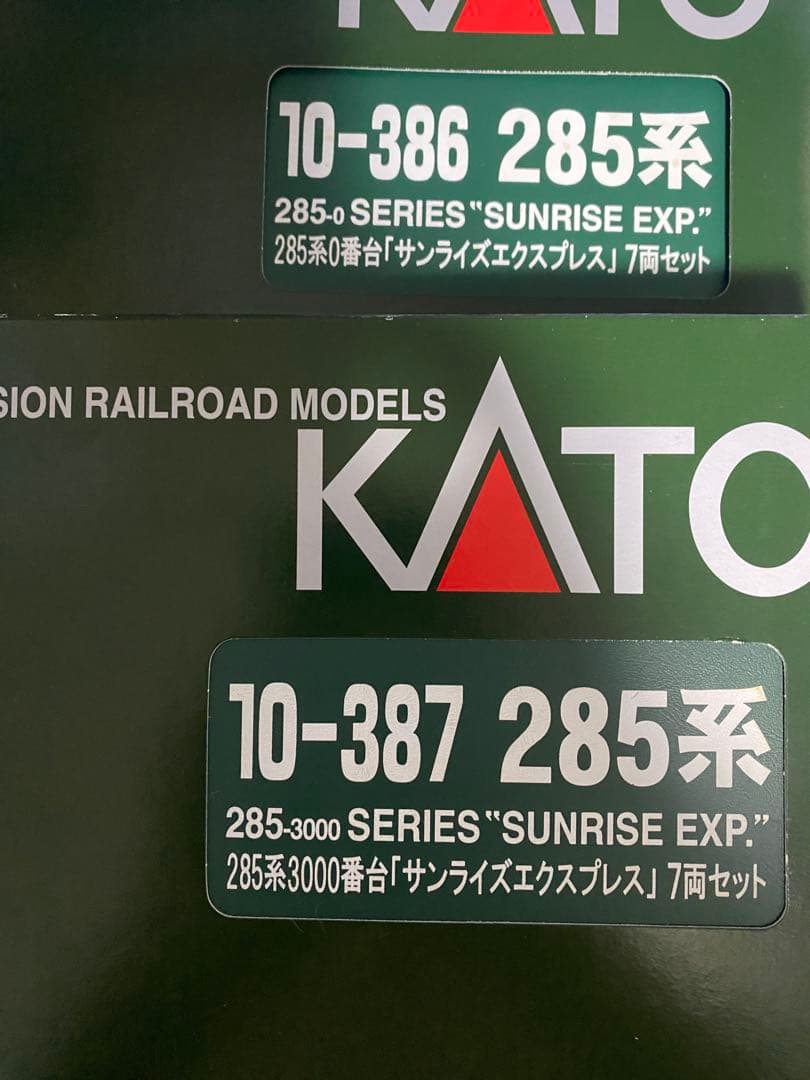 KATO
10-386 285系
285-0 SERIES "SUNRISE EXP."
285系0番台「サンライズエクスプレス」 7両セット
SION RAILROAD MODELS
KATO
10-387 285系
285-3000 SERIES "SUNRISE EXP."
285系3000番台「サンライズエクスプレス」 7両セット